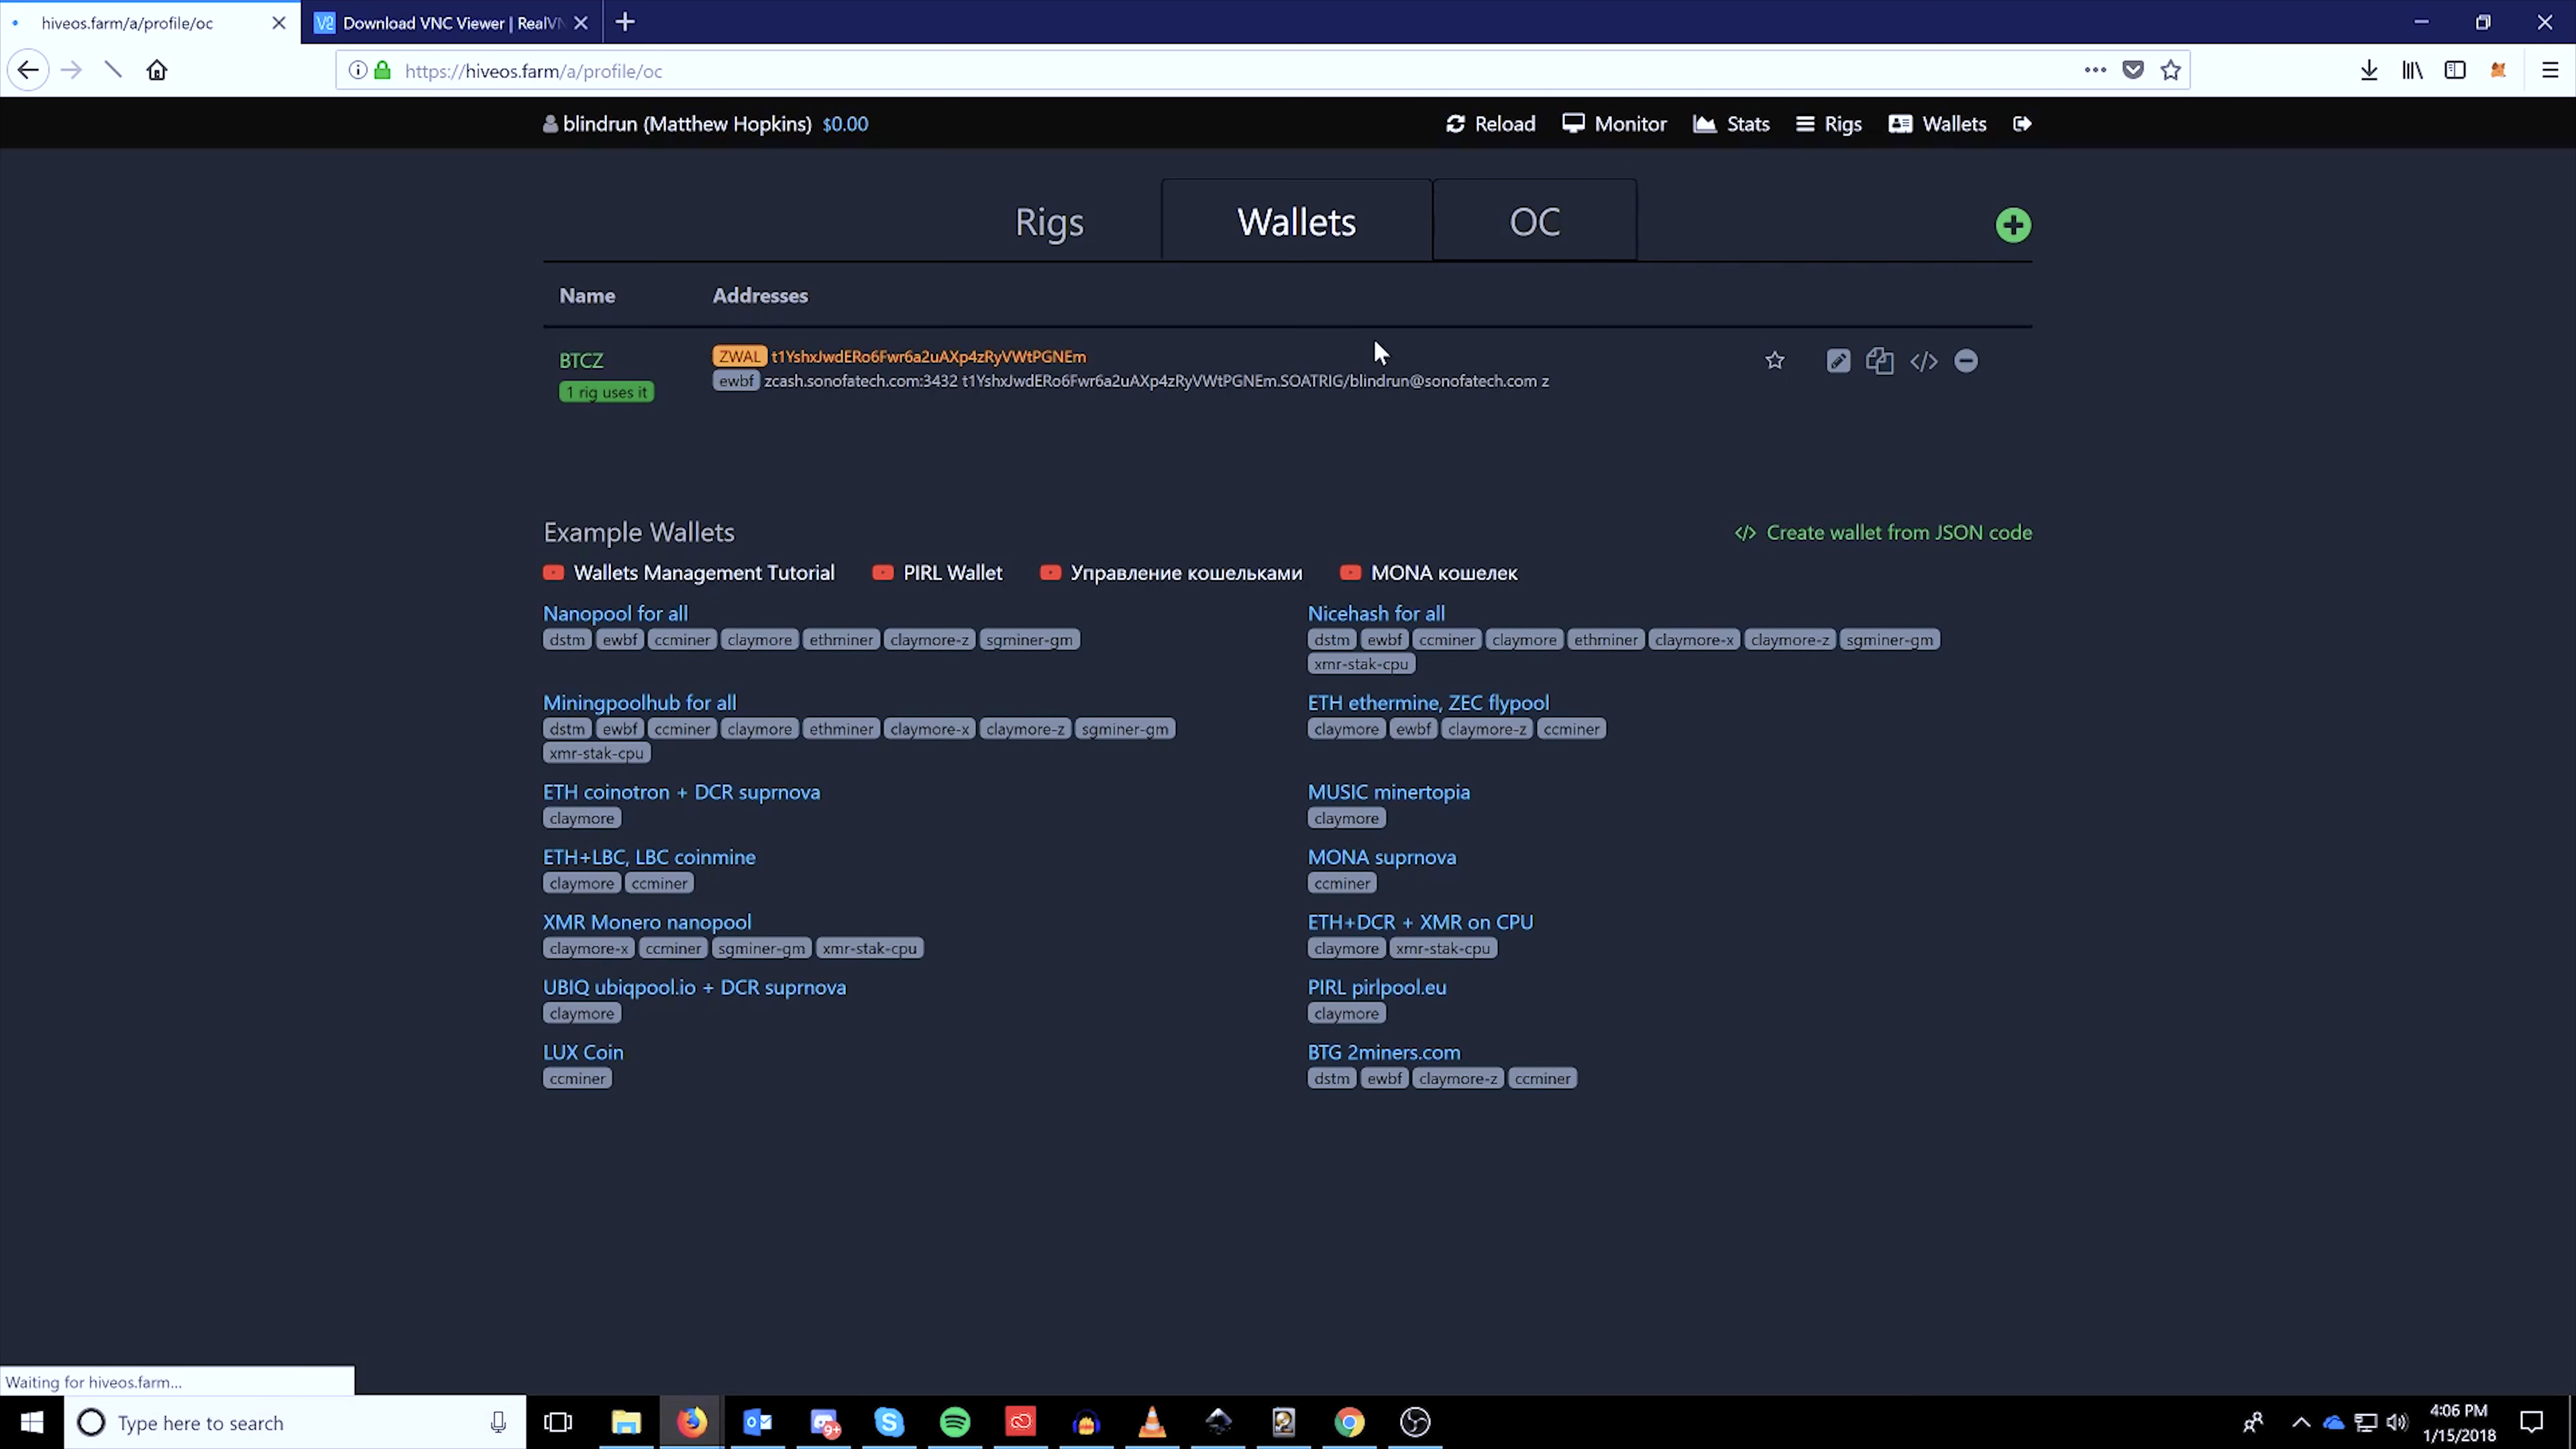 hiveos.farm/a/profile/oc
Download VNC Viewer | RealVN
https://hiveos.farm/a/profile/oc
blindrun (Matthew Hopkins) $0.00
Reload Monitor Stats Rigs Wallets
Rigs Wallets OC
Name Addresses
BTCZ
1 rig uses it
ZWAL t1YshxJwdERo6Fwr6a2uAXp4zRyVWtPGNEm
ewbf zcash.sonofatech.com:3432 t1YshxJwdERo6Fwr6a2uAXp4zRyVWtPGNEm.SOATRIG/blindrun@sonofatech.com z
Example Wallets
</> Create wallet from JSON code
Wallets Management Tutorial PIRL Wallet Управление кошельками MONA кошелек
Nanopool for all
dstm ewbf ccminer claymore ethminer claymore-z sgminer-gm
Nicehash for all
dstm ewbf ccminer claymore ethminer claymore-x claymore-z sgminer-gm
xmr-stak-cpu
Miningpoolhub for all
dstm ewbf ccminer claymore ethminer claymore-x claymore-z sgminer-gm
xmr-stak-cpu
ETH ethermine, ZEC flypool
claymore ewbf claymore-z ccminer
ETH coinotron + DCR suprnova
claymore
MUSIC minertopia
claymore
ETH+LBC, LBC coinmine
claymore ccminer
MONA suprnova
ccminer
XMR Monero nanopool
claymore-x ccminer sgminer-gm xmr-stak-cpu
ETH+DCR + XMR on CPU
claymore xmr-stak-cpu
UBIQ ubiqpool.io + DCR suprnova
claymore
PIRL pirlpool.eu
claymore
LUX Coin
ccminer
BTG 2miners.com
dstm ewbf claymore-z ccminer
Waiting for hiveos.farm...
Type here to search
9+
4:06 PM
1/15/2018